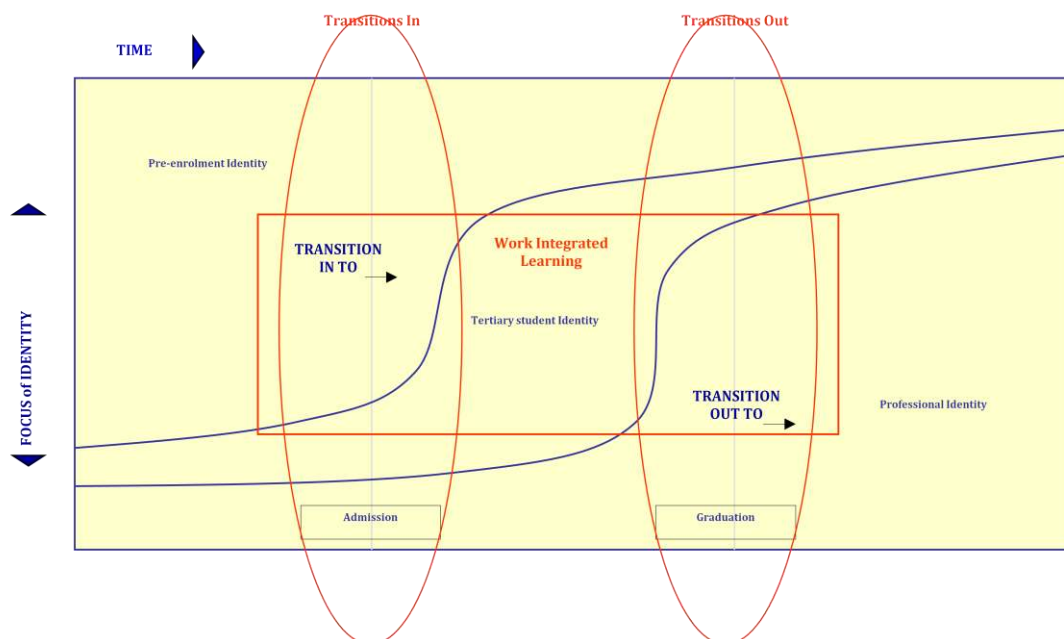 Transitions In
Transitions Out
TIME
Pre-enrolment Identity
TRANSITION
IN TO
Work Integrated
Learning
Tertiary student Identity
FOCUS of IDENTITY
TRANSITION
OUT TO
Professional Identity
Admission
Graduation